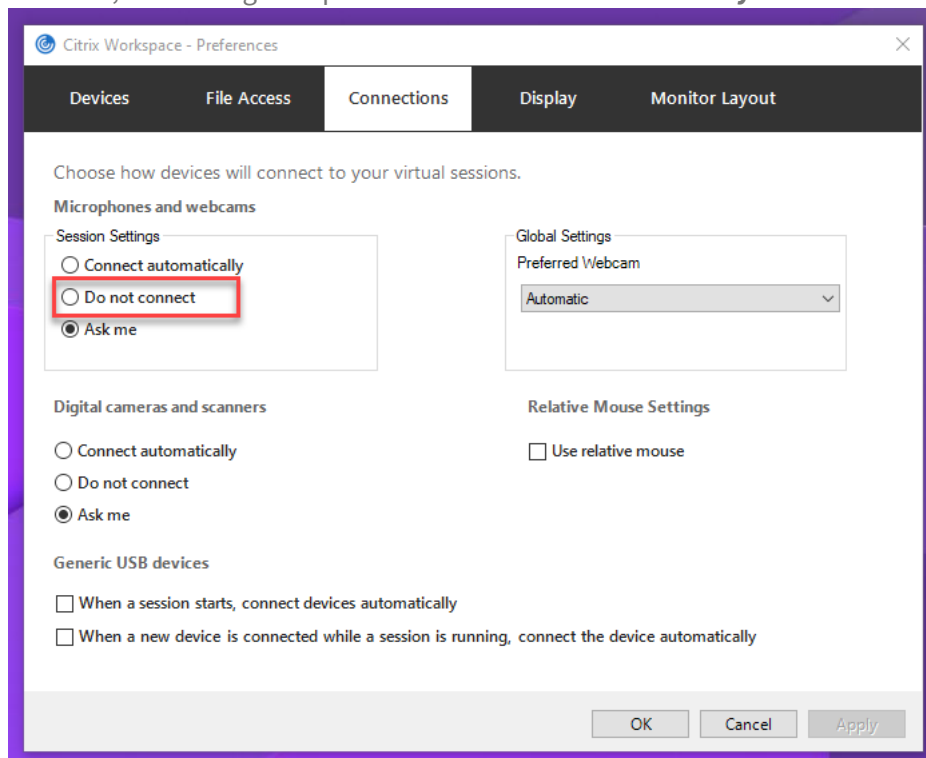 Citrix Workspace - Preferences
Devices File Access Connections Display Monitor Layout
Choose how devices will connect to your virtual sessions.
Microphones and webcams
Session Settings
Connect automatically
Do not connect
Ask me
Global Settings
Preferred Webcam
Automatic
Digital cameras and scanners
Connect automatically
Do not connect
Ask me
Relative Mouse Settings
Use relative mouse
Generic USB devices
When a session starts, connect devices automatically
When a new device is connected while a session is running, connect the device automatically
OK Cancel Apply